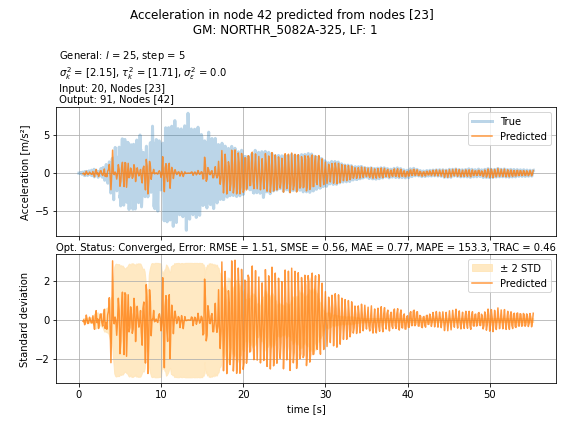 Acceleration in node 42 predicted from nodes [23]
GM: NORTHR_5082A-325, LF: 1
General: l = 25, step = 5
σ²ₖ = [2.15], τ²ₖ = [1.71], σ²ε = 0.0
Input: 20, Nodes [23]
Output: 91, Nodes [42]
Acceleration [m/s²]
5
0
−5
True
Predicted
Opt. Status: Converged, Error: RMSE = 1.51, SMSE = 0.56, MAE = 0.77, MAPE = 153.3, TRAC = 0.46
Standard deviation
2
0
−2
± 2 STD
Predicted
0 10 20 30 40 50
time [s]